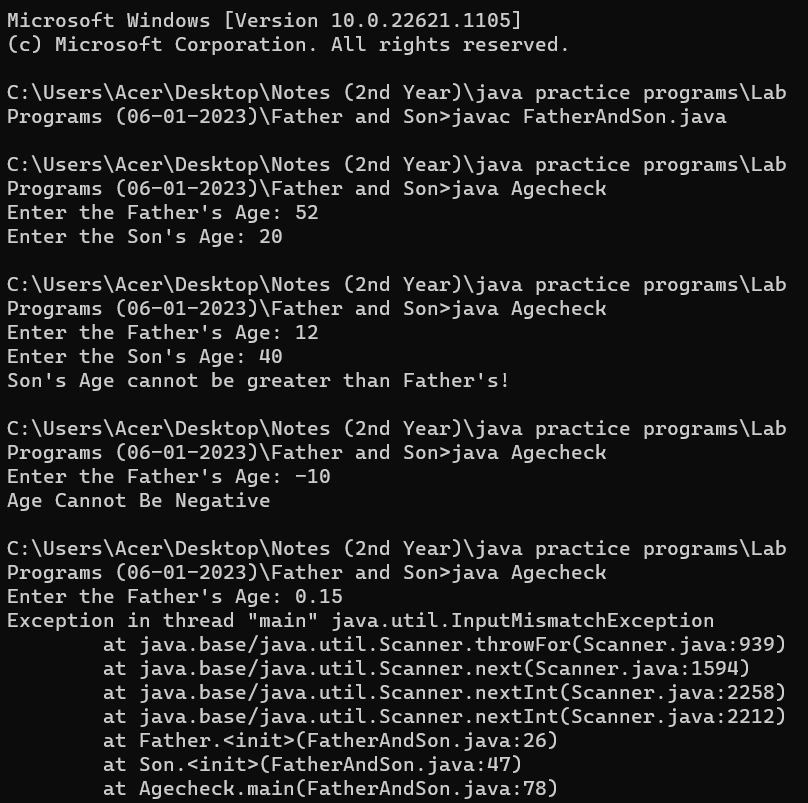 Microsoft Windows [Version 10.0.22621.1105]
(c) Microsoft Corporation. All rights reserved.

C:\Users\Acer\Desktop\Notes (2nd Year)\java practice programs\Lab
Programs (06-01-2023)\Father and Son>javac FatherAndSon.java

C:\Users\Acer\Desktop\Notes (2nd Year)\java practice programs\Lab
Programs (06-01-2023)\Father and Son>java Agecheck
Enter the Father's Age: 52
Enter the Son's Age: 20

C:\Users\Acer\Desktop\Notes (2nd Year)\java practice programs\Lab
Programs (06-01-2023)\Father and Son>java Agecheck
Enter the Father's Age: 12
Enter the Son's Age: 40
Son's Age cannot be greater than Father's!

C:\Users\Acer\Desktop\Notes (2nd Year)\java practice programs\Lab
Programs (06-01-2023)\Father and Son>java Agecheck
Enter the Father's Age: -10
Age Cannot Be Negative

C:\Users\Acer\Desktop\Notes (2nd Year)\java practice programs\Lab
Programs (06-01-2023)\Father and Son>java Agecheck
Enter the Father's Age: 0.15
Exception in thread "main" java.util.InputMismatchException
        at java.base/java.util.Scanner.throwFor(Scanner.java:939)
        at java.base/java.util.Scanner.next(Scanner.java:1594)
        at java.base/java.util.Scanner.nextInt(Scanner.java:2258)
        at java.base/java.util.Scanner.nextInt(Scanner.java:2212)
        at Father.<init>(FatherAndSon.java:26)
        at Son.<init>(FatherAndSon.java:47)
        at Agecheck.main(FatherAndSon.java:78)